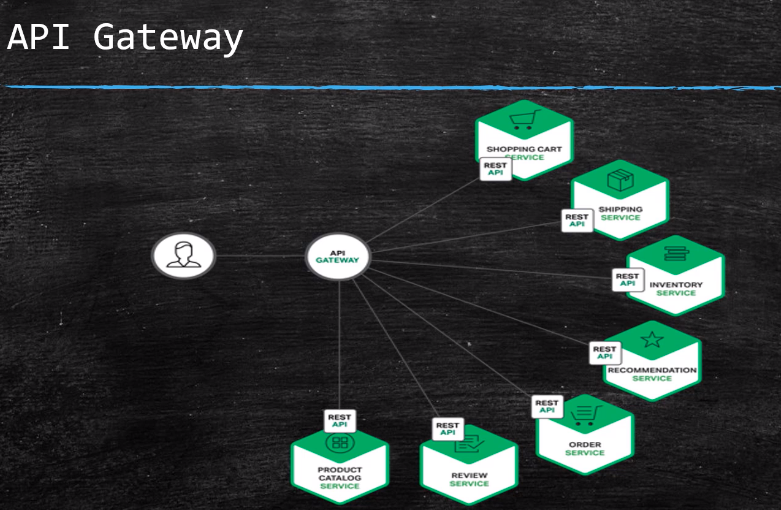 API Gateway
SHOPPING CART
SERVICE
REST
API
SHIPPING
SERVICE
REST
API
API
GATEWAY
REST
API
INVENTORY
SERVICE
REST
API
RECOMMENDATION
SERVICE
REST
API
ORDER
SERVICE
REST
API
REVIEW
SERVICE
REST
API
PRODUCT
CATALOG
SERVICE